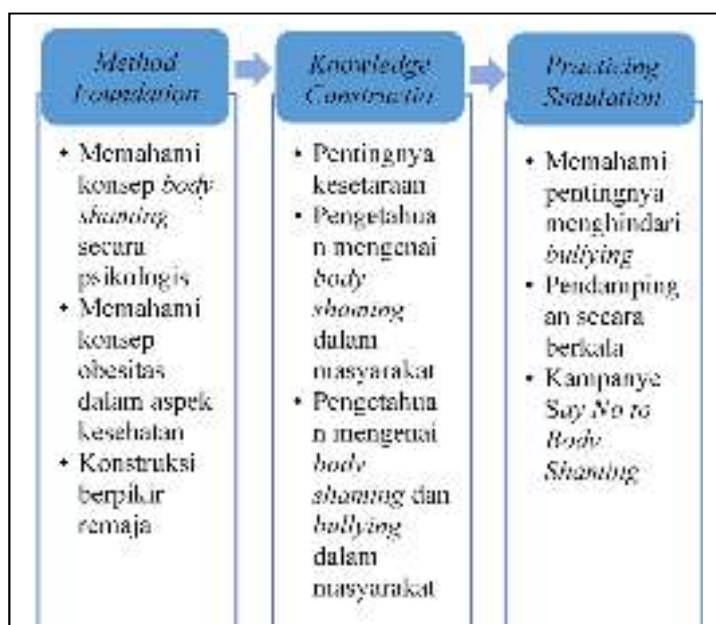 Method
Foundation
• Memahami
konsep body
shaming
secara
psikologis
• Memahami
konsep
obesitas
dalam aspek
kesehatan
• Konstruksi
berpikir
remaja
Knowledge
Constructin
• Pentingnya
kesetaraan
• Pengetahua
n mengenai
body
shaming
dalam
masyarakat
• Pengetahua
n mengenai
body
shaming dan
bullying
dalam
masyarakat
Practicing
Simulation
• Memahami
pentingnya
menghindari
bullying
• Pendamping
an secara
berkala
• Kampanye
Say No to
Body
Shaming